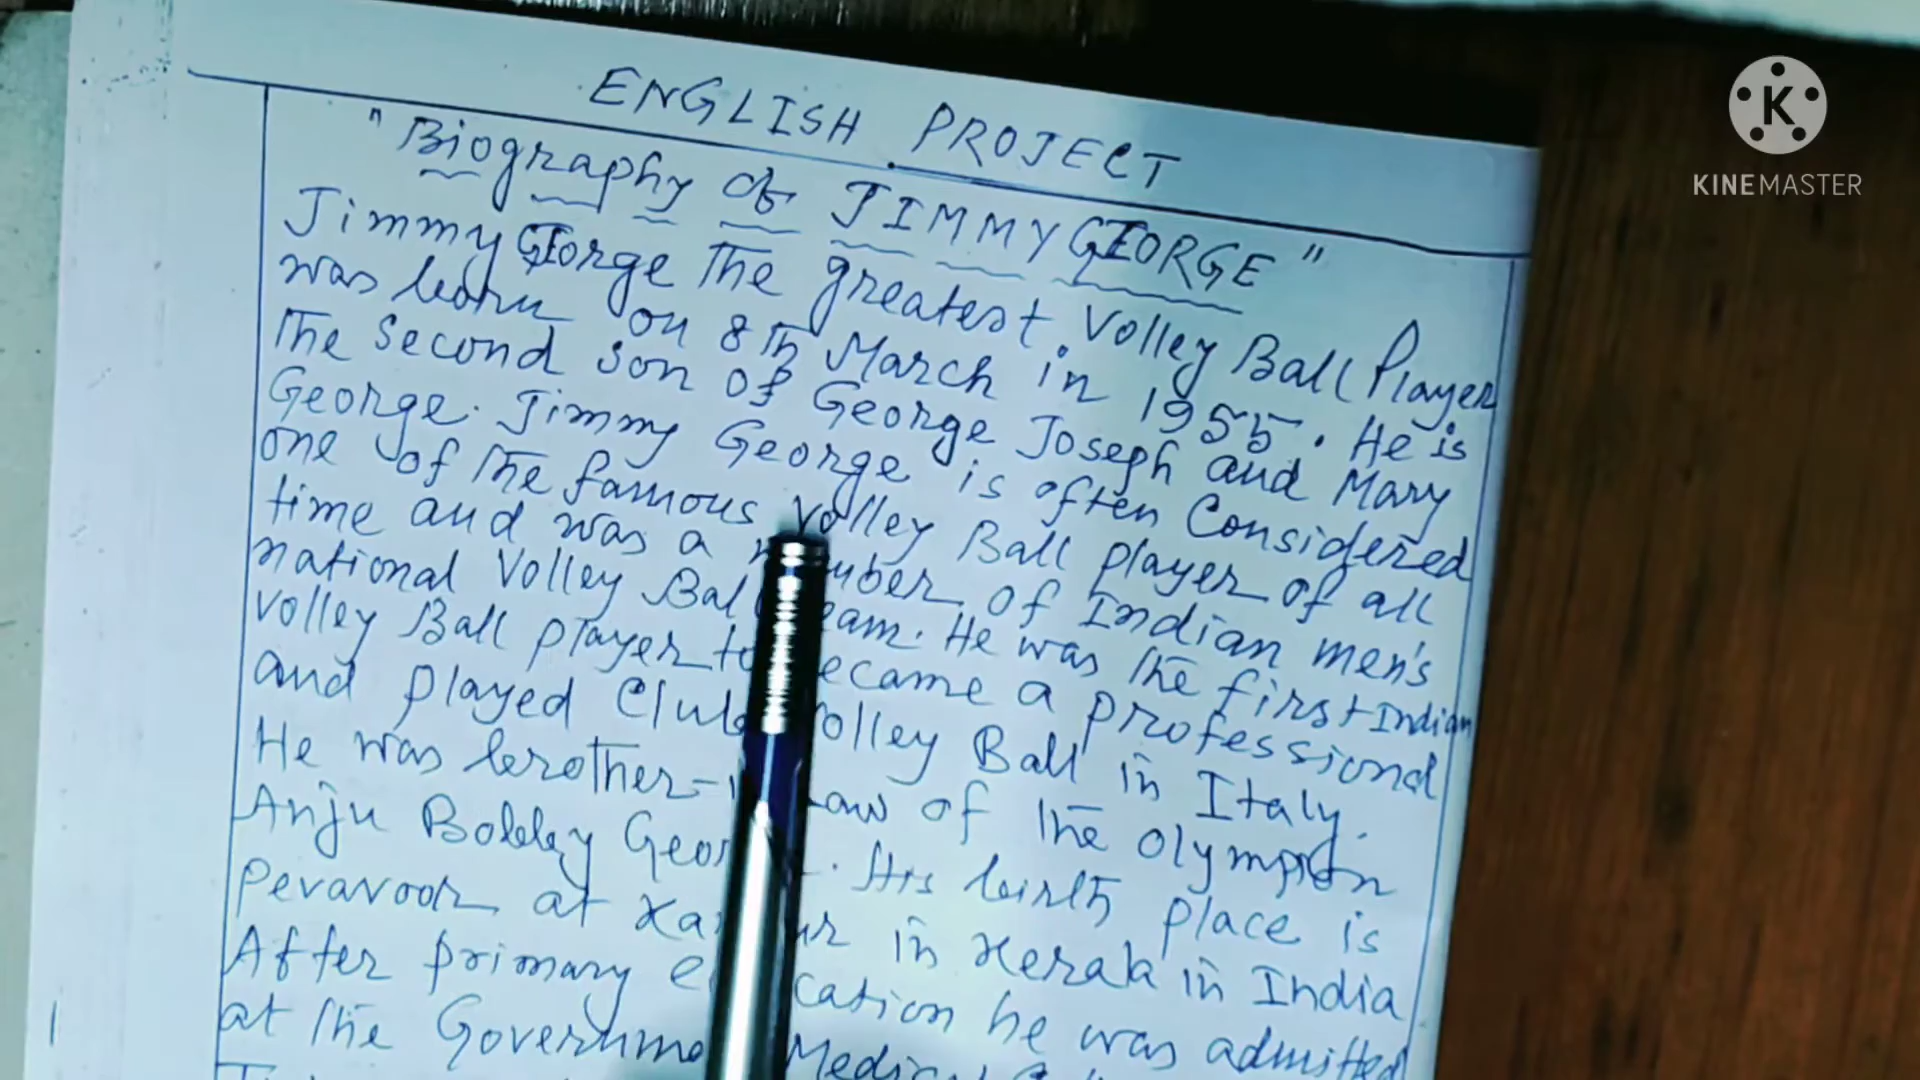 ENGLISH PROJECT
"Biography of JIMMY GEORGE"
Jimmy George The greatest Volley Ball Player
was born on 8th March in 1955. He is
The Second son of George Joseph and Mary
George. Jimmy George is often Considered
one of The famous Volley Ball player of all
time and was a of Indian men's
national Volley Ball He was The first Indian
volley Ball player to a professional
and played Club Ball in Italy.
He was of The Olympian
Anju Bobby His birth place is
Pevavoor at in Kerala in India
After primary he was admitted
at The
KINEMASTER